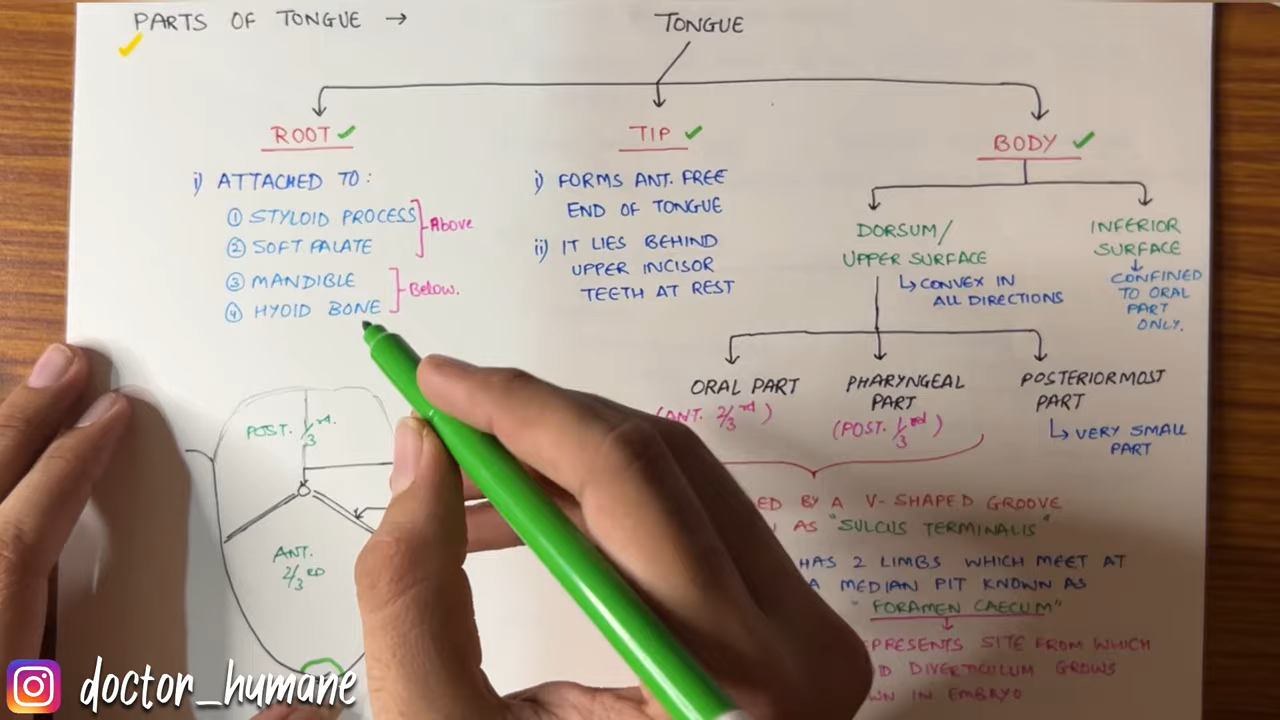 PARTS OF TONGUE →
TONGUE
ROOT ✓
i) ATTACHED TO:
① STYLOID PROCESS
② SOFT PALATE
Above
③ MANDIBLE
④ HYOID BONE
Below.
TIP ✓
i) FORMS ANT. FREE
END OF TONGUE
ii) IT LIES BEHIND
UPPER INCISOR
TEETH AT REST
BODY ✓
DORSUM/
UPPER SURFACE
↳ CONVEX IN
ALL DIRECTIONS
INFERIOR
SURFACE
↓
CONFINED
TO ORAL
PART
ONLY.
ORAL PART
(ANT. 2/3rd)
PHARYNGEAL
PART
(POST. 1/3rd)
POSTERIORMOST
PART
↳ VERY SMALL
PART
BY A V-SHAPED GROOVE
AS "SULCUS TERMINALIS"
HAS 2 LIMBS WHICH MEET AT
A MEDIAN PIT KNOWN AS
"FORAMEN CAECUM"
SITE FROM WHICH
DIVERTICULUM GROWS
IN EMBRYO
POST. 1/3rd.
ANT.
2/3RD
doctor_humane